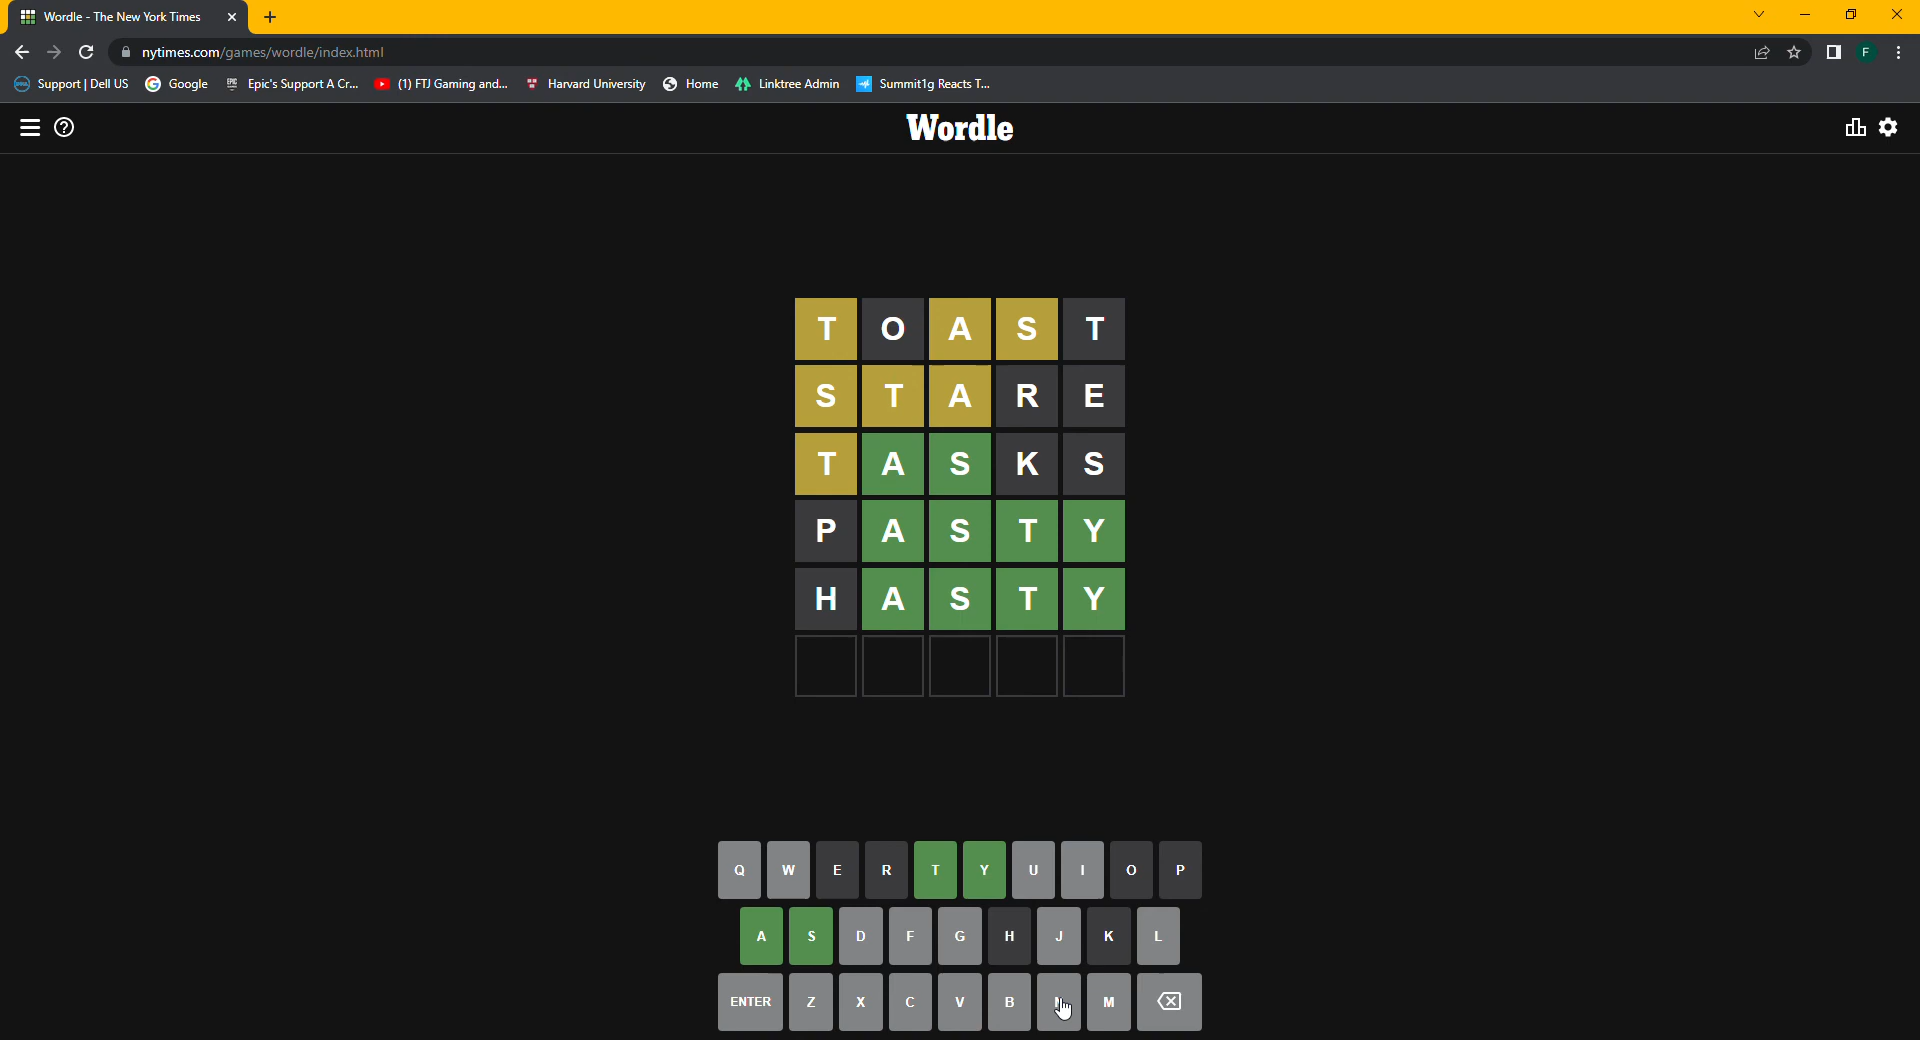 Wordle - The New York Times
nytimes.com/games/wordle/index.html
F
Support | Dell US Google Epic's Support A Cr... (1) FTJ Gaming and... Harvard University Home Linktree Admin Summit1g Reacts T...
Wordle
T O A S T
S T A R E
T A S K S
P A S T Y
H A S T Y
Q W E R T Y U I O P
A S D F G H J K L
ENTER Z X C V B M